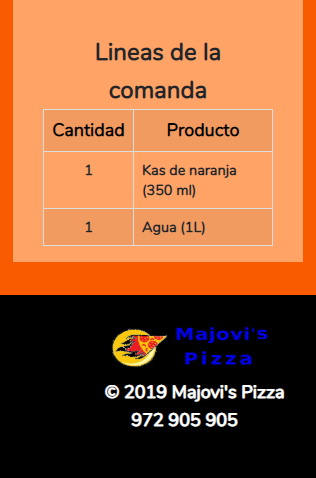 Lineas de la
comanda
Cantidad Producto
1 Kas de naranja
(350 ml)
1 Agua (1L)
Majovi's
Pizza
© 2019 Majovi's Pizza
972 905 905